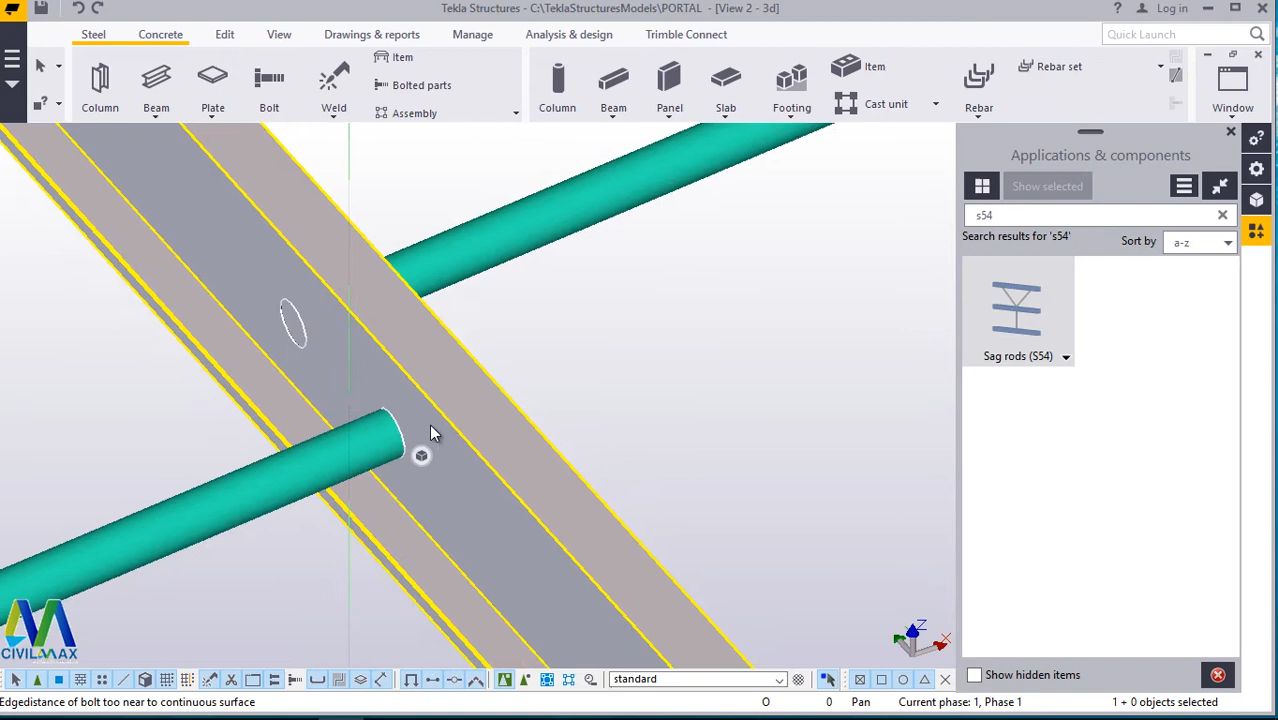 Tekla Structures - C:\TeklaStructuresModels\PORTAL - [View 2 - 3d]
Log in
Steel
Concrete
Edit
View
Drawings & reports
Manage
Analysis & design
Trimble Connect
Quick Launch
Column
Beam
Plate
Bolt
Weld
Item
Bolted parts
Assembly
Column
Beam
Panel
Slab
Footing
Item
Cast unit
Rebar
Rebar set
Window
Applications & components
Show selected
s54
Search results for 's54'
Sort by
a-z
Sag rods (S54)
Z
CIVILMAX
Show hidden items
standard
Edgedistance of bolt too near to continuous surface
O
0
Pan
Current phase: 1, Phase 1
1 + 0 objects selected